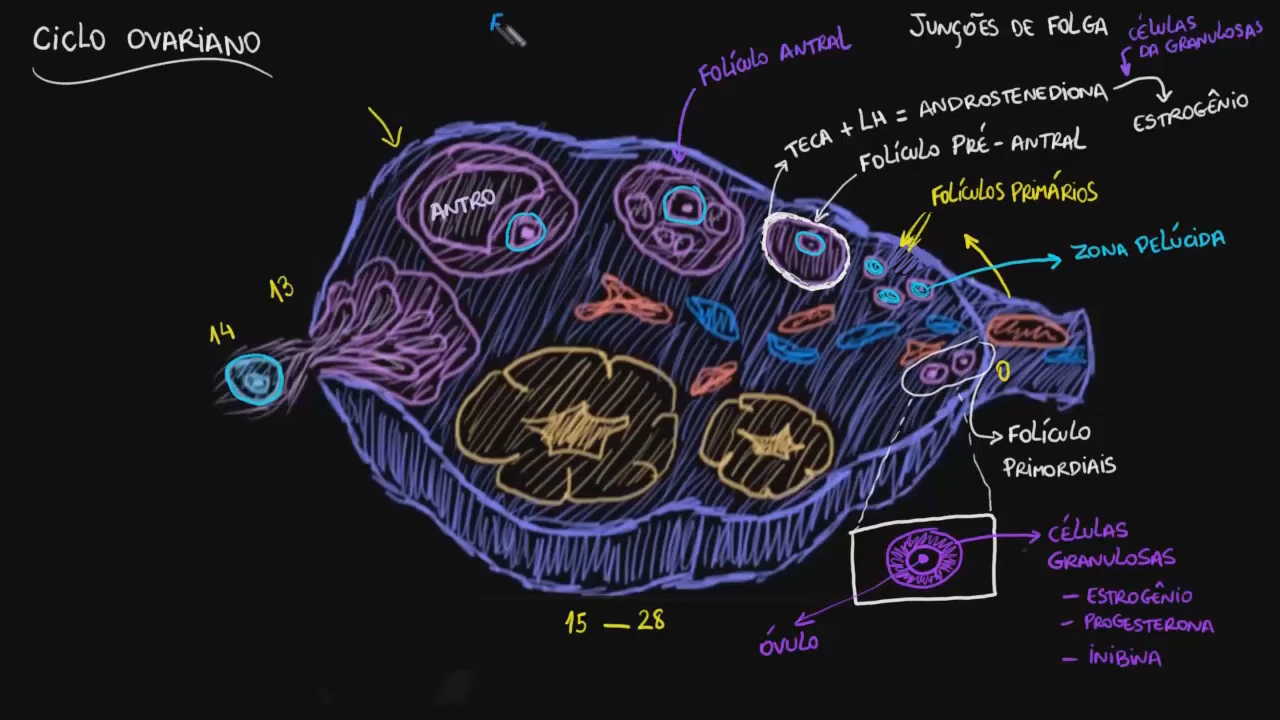 CICLO OVARIANO
F
JUNÇÕES DE FOLGA
CÉLULAS
DA GRANULOSAS
FOLÍCULO ANTRAL
TECA + LH = ANDROSTENEDIONA
ESTROGÊNIO
FOLÍCULO PRÉ-ANTRAL
FOLÍCULOS PRIMÁRIOS
ANTRO
ZONA PELÚCIDA
13
14
0
FOLÍCULO
PRIMORDIAIS
CÉLULAS
GRANULOSAS
- ESTROGÊNIO
- PROGESTERONA
- INIBINA
15 — 28
ÓVULO